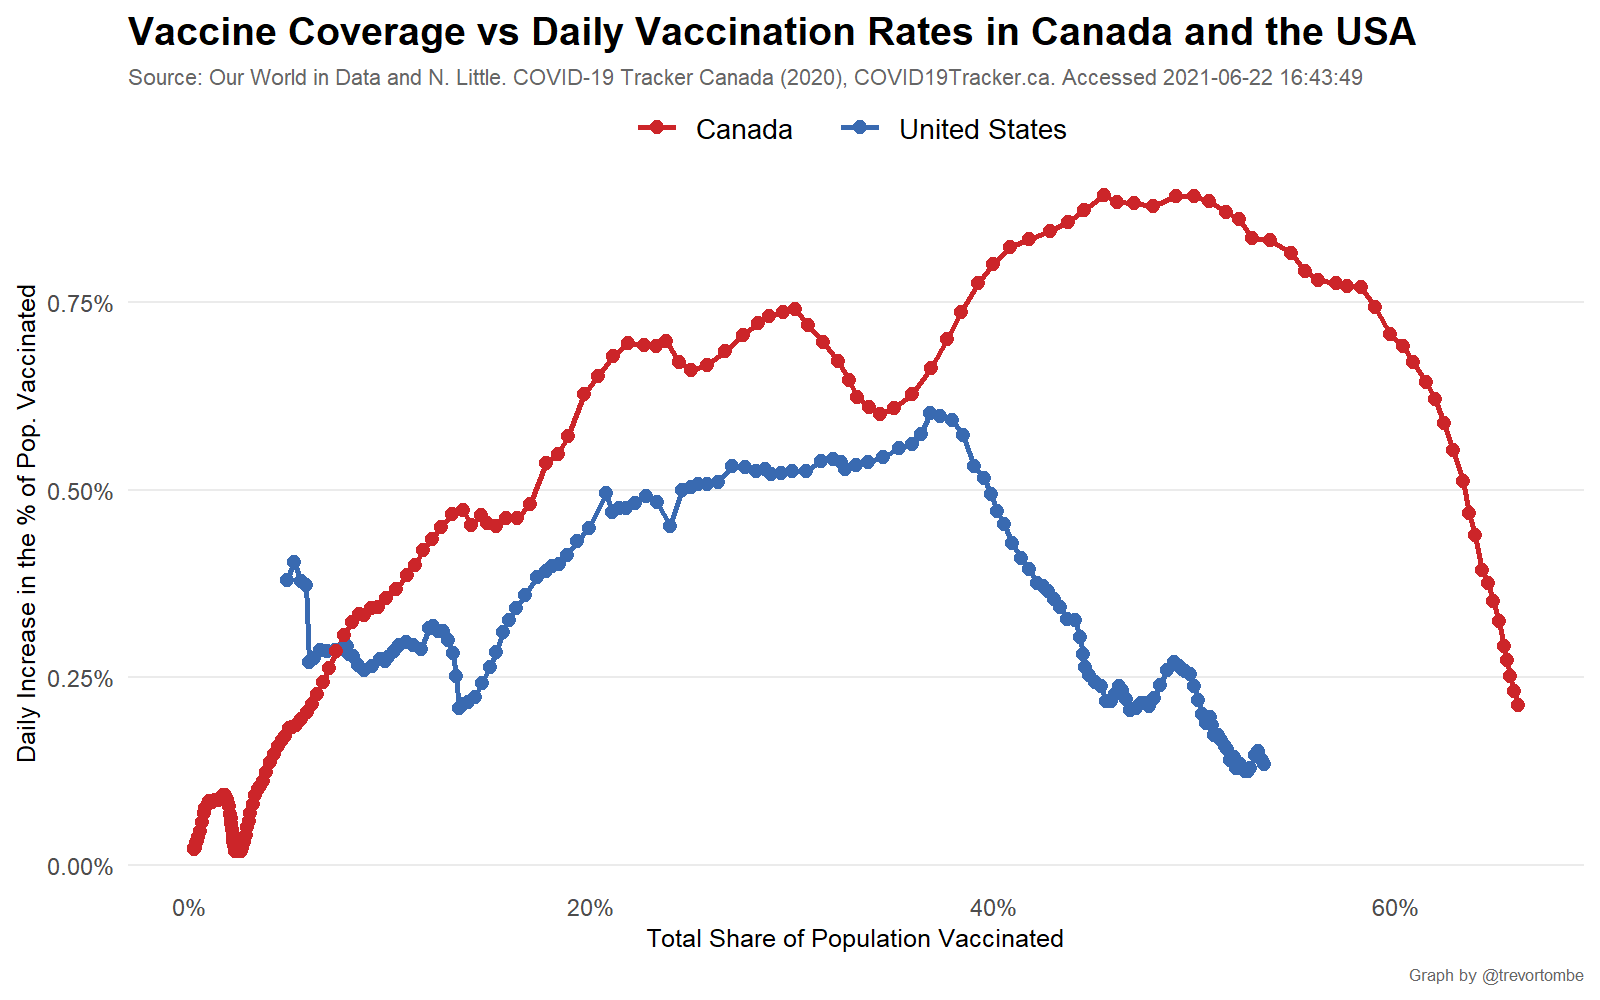 Vaccine Coverage vs Daily Vaccination Rates in Canada and the USA
Source: Our World in Data and N. Little. COVID-19 Tracker Canada (2020), COVID19Tracker.ca. Accessed 2021-06-22 16:43:49
Canada
United States
Daily Increase in the % of Pop. Vaccinated
0.75%
0.50%
0.25%
0.00%
0%
20%
40%
60%
Total Share of Population Vaccinated
Graph by @trevortombe